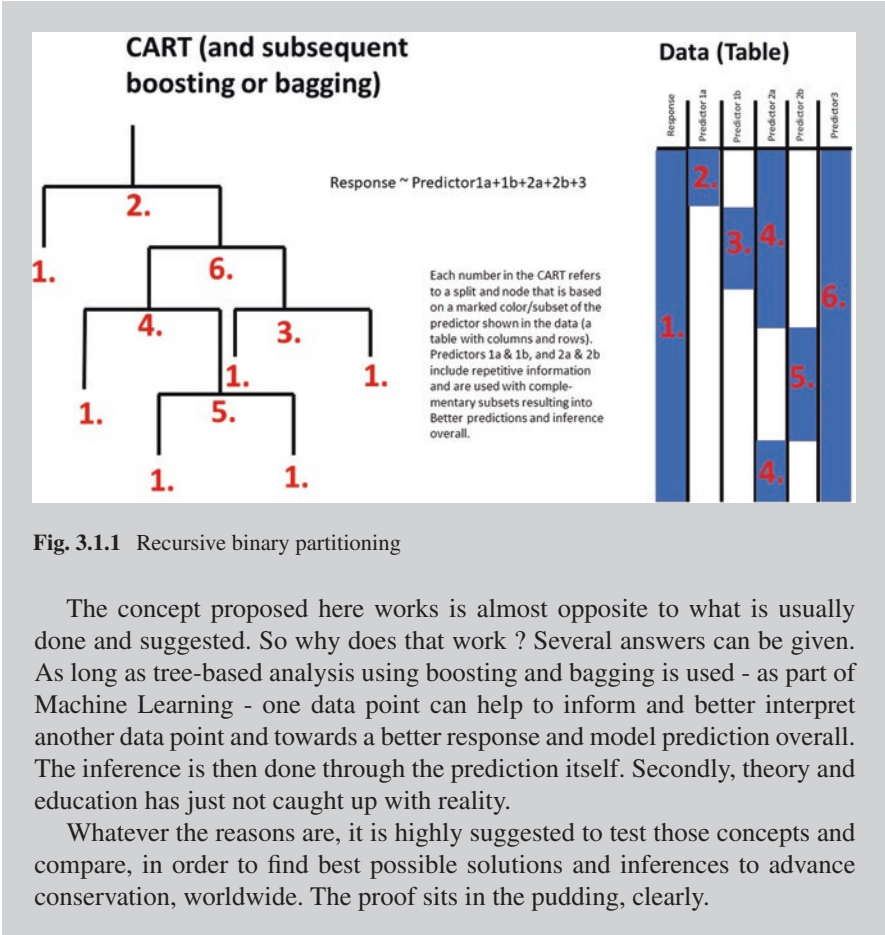 CART (and subsequent
boosting or bagging)
Data (Table)
Response
Predictor 1a
Predictor 1b
Predictor 2a
Predictor 2b
Predictor3
Response ~ Predictor1a+1b+2a+2b+3
2.
1.
6.
4.
3.
1.
1.
1.
5.
1.
1.
Each number in the CART refers
to a split and node that is based
on a marked color/subset of the
predictor shown in the data (a
table with columns and rows).
Predictors 1a & 1b, and 2a & 2b
include repetitive information
and are used with comple-
mentary subsets resulting into
Better predictions and inference
overall.
2.
3.
4.
6.
1.
5.
4.
Fig. 3.1.1 Recursive binary partitioning
The concept proposed here works is almost opposite to what is usually
done and suggested. So why does that work ? Several answers can be given.
As long as tree-based analysis using boosting and bagging is used - as part of
Machine Learning - one data point can help to inform and better interpret
another data point and towards a better response and model prediction overall.
The inference is then done through the prediction itself. Secondly, theory and
education has just not caught up with reality.
Whatever the reasons are, it is highly suggested to test those concepts and
compare, in order to find best possible solutions and inferences to advance
conservation, worldwide. The proof sits in the pudding, clearly.